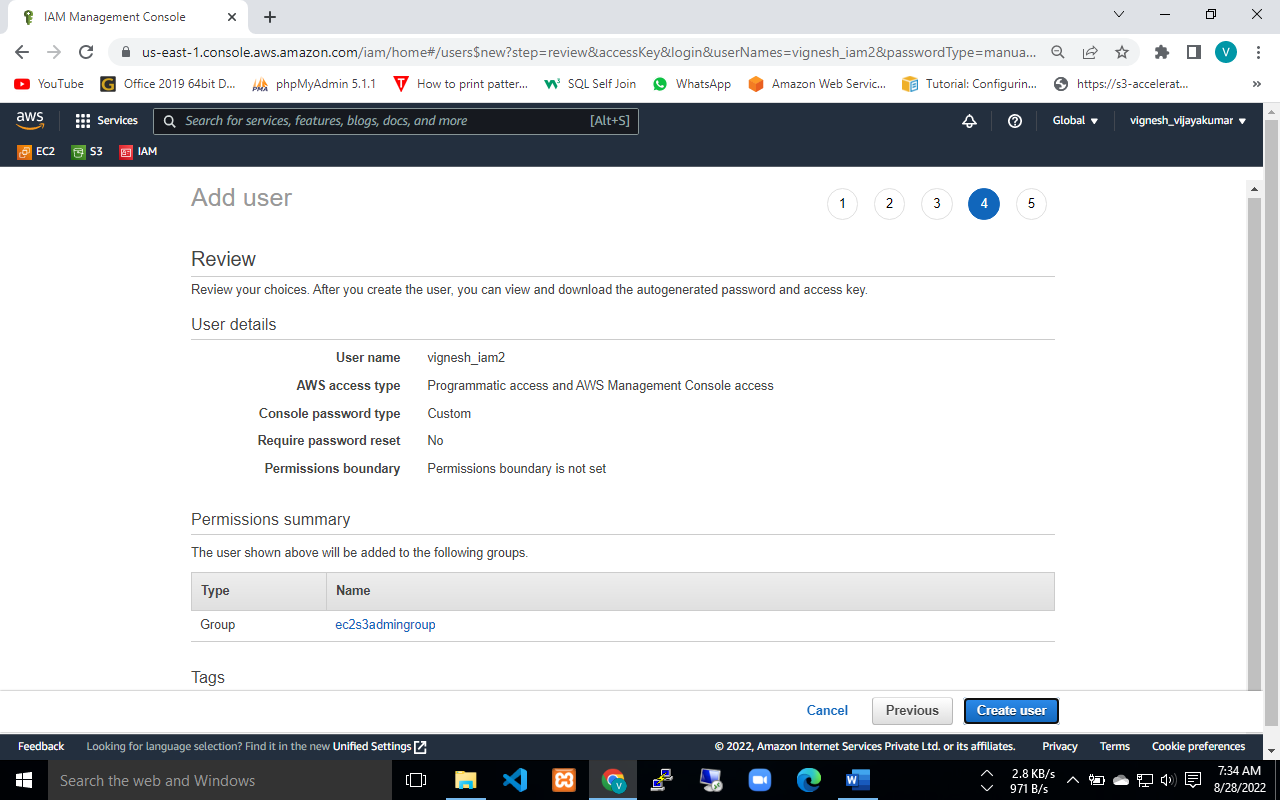 IAM Management Console
us-east-1.console.aws.amazon.com/iam/home#/users$new?step=review&accessKey&login&userNames=vignesh_iam2&passwordType=manua...
V
YouTube Office 2019 64bit D... phpMyAdmin 5.1.1 How to print patter... SQL Self Join WhatsApp Amazon Web Servic... Tutorial: Configurin... https://s3-accelerat... »
aws Services Search for services, features, blogs, docs, and more [Alt+S] Global vignesh_vijayakumar
EC2 S3 IAM
Add user 1 2 3 4 5
Review
Review your choices. After you create the user, you can view and download the autogenerated password and access key.
User details
User name vignesh_iam2
AWS access type Programmatic access and AWS Management Console access
Console password type Custom
Require password reset No
Permissions boundary Permissions boundary is not set
Permissions summary
The user shown above will be added to the following groups.
Type Name
Group ec2s3admingroup
Tags
Cancel Previous Create user
Feedback Looking for language selection? Find it in the new Unified Settings © 2022, Amazon Internet Services Private Ltd. or its affiliates. Privacy Terms Cookie preferences
Search the web and Windows
2.8 KB/s
971 B/s
7:34 AM
8/28/2022